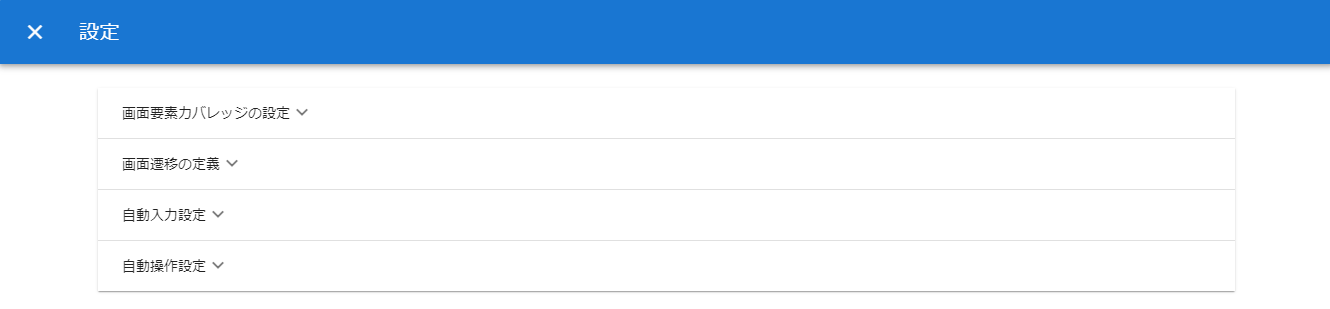 設定
画面要素カバレッジの設定
画面遷移の定義
自動入力設定
自動操作設定